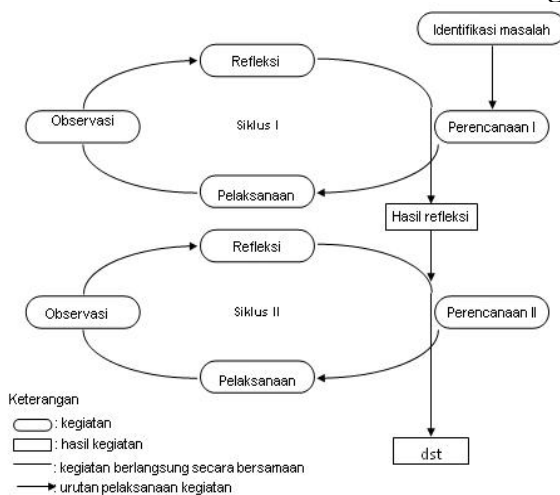 Identifikasi masalah
Refleksi
Observasi
Siklus I
Perencanaan I
Pelaksanaan
Hasil refleksi
Refleksi
Observasi
Siklus II
Perencanaan II
Pelaksanaan
Keterangan
: kegiatan
: hasil kegiatan
: kegiatan berlangsung secara bersamaan
: urutan pelaksanaan kegiatan
dst